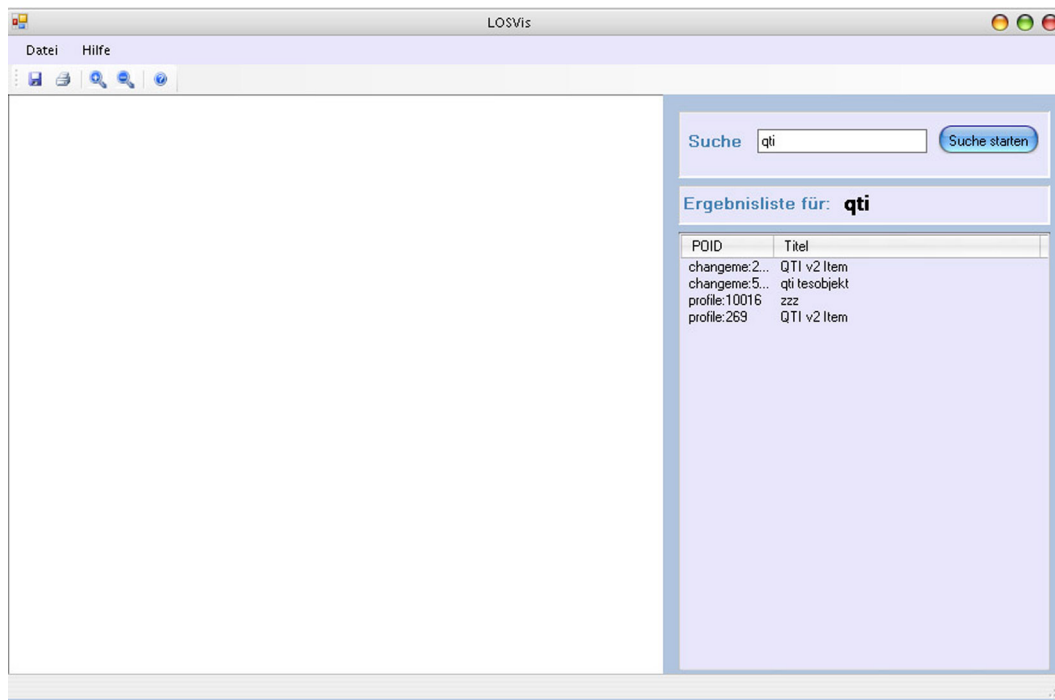 LOSVis
Datei Hilfe
Suche qti Suche starten
Ergebnisliste für: qti
POID Titel
changeme:2... QTI v2 Item
changeme:5... qti tesobjekt
profile:10016 zzz
profile:269 QTI v2 Item